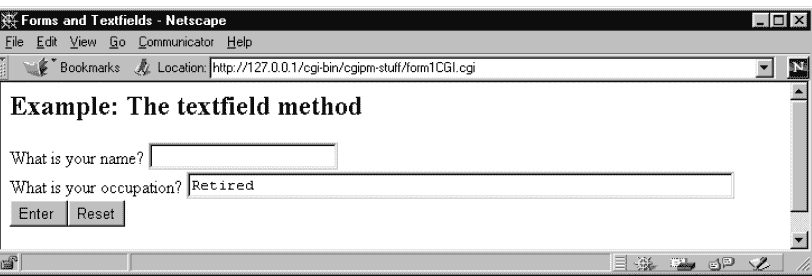 Forms and Textfields - Netscape
File Edit View Go Communicator Help
Bookmarks Location: http://127.0.0.1/cgi-bin/cgipm-stuff/form1CGI.cgi N
Example: The textfield method
What is your name?
What is your occupation? Retired
Enter Reset